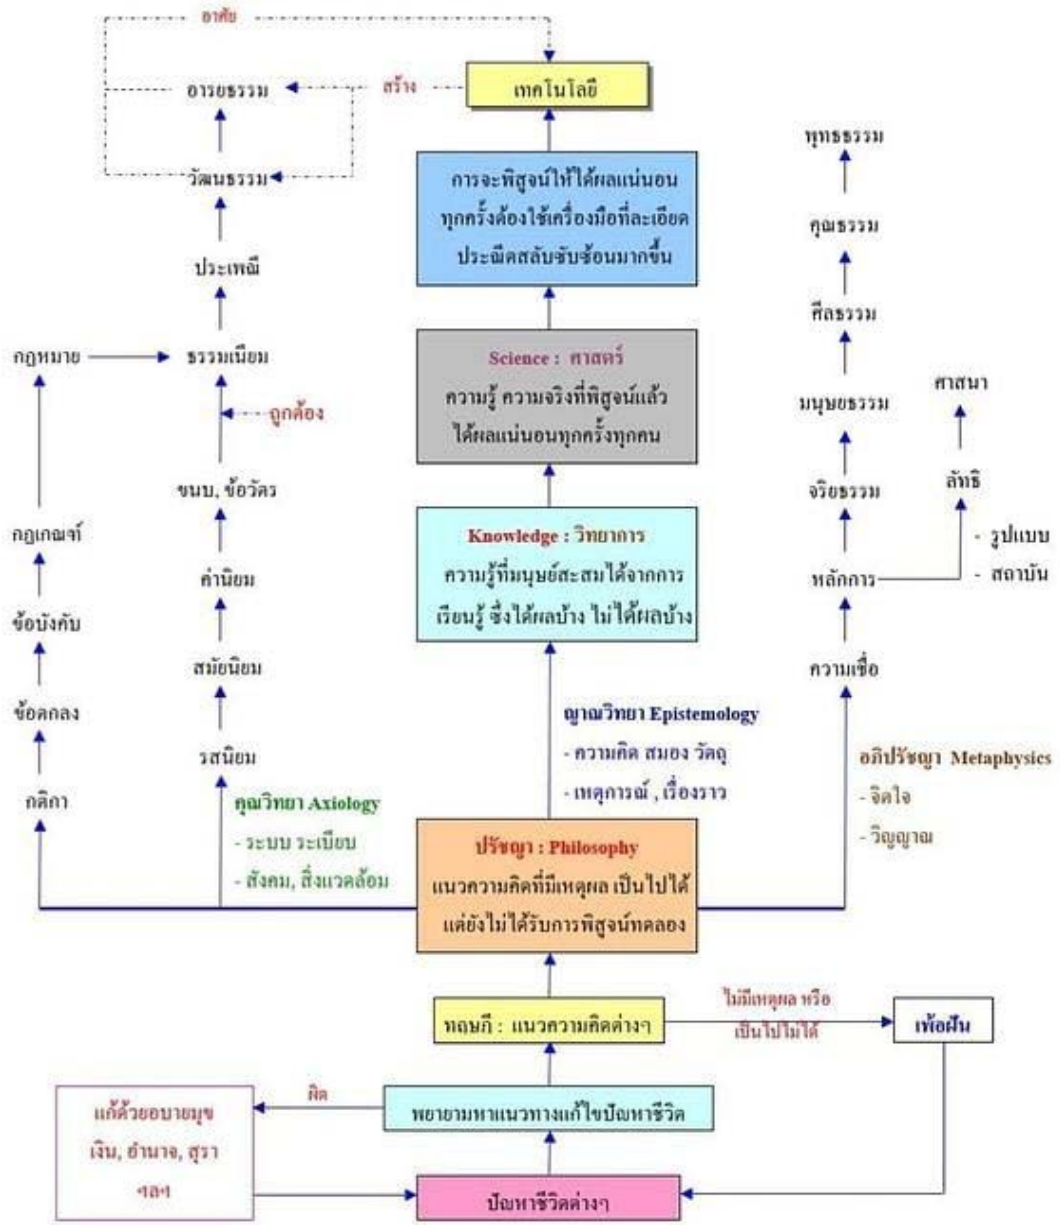 อาศัย
เทคโนโลยี
สร้าง
อารยธรรม
วัฒนธรรม
ประเพณี
กฎหมาย
ธรรมเนียม
ถูกต้อง
ขนบ, ข้อวัตร
กฎเกณฑ์
ค่านิยม
ข้อบังคับ
สมัยนิยม
ข้อตกลง
รสนิยม
กติกา
คุณวิทยา Axiology
- ระบบ ระเบียบ
- สังคม, สิ่งแวดล้อม
การจะพิสูจน์ให้ได้ผลแน่นอน
ทุกครั้งต้องใช้เครื่องมือที่ละเอียด
ประณีตสลับซับซ้อนมากขึ้น
Science : ศาสตร์
ความรู้ ความจริงที่พิสูจน์แล้ว
ได้ผลแน่นอนทุกครั้งทุกคน
Knowledge : วิทยาการ
ความรู้ที่มนุษย์สะสมได้จากการ
เรียนรู้ ซึ่งได้ผลบ้าง ไม่ได้ผลบ้าง
ญาณวิทยา Epistemology
- ความคิด สมอง วัตถุ
- เหตุการณ์ , เรื่องราว
พุทธธรรม
คุณธรรม
ศีลธรรม
มนุษยธรรม
ศาสนา
จริยธรรม
ลัทธิ
- รูปแบบ
- สถาบัน
หลักการ
ความเชื่อ
อภิปรัชญา Metaphysics
- จิตใจ
- วิญญาณ
ปรัชญา : Philosophy
แนวความคิดที่มีเหตุผล เป็นไปได้
แต่ยังไม่ได้รับการพิสูจน์ทดลอง
ทฤษฎี : แนวความคิดต่างๆ
ไม่มีเหตุผล หรือ
เป็นไปไม่ได้
เพ้อฝัน
พยายามหาแนวทางแก้ไขปัญหาชีวิต
ผิด
แก้ด้วยอบายมุข
เงิน, อำนาจ, สุรา
ฯลฯ
ปัญหาชีวิตต่างๆ